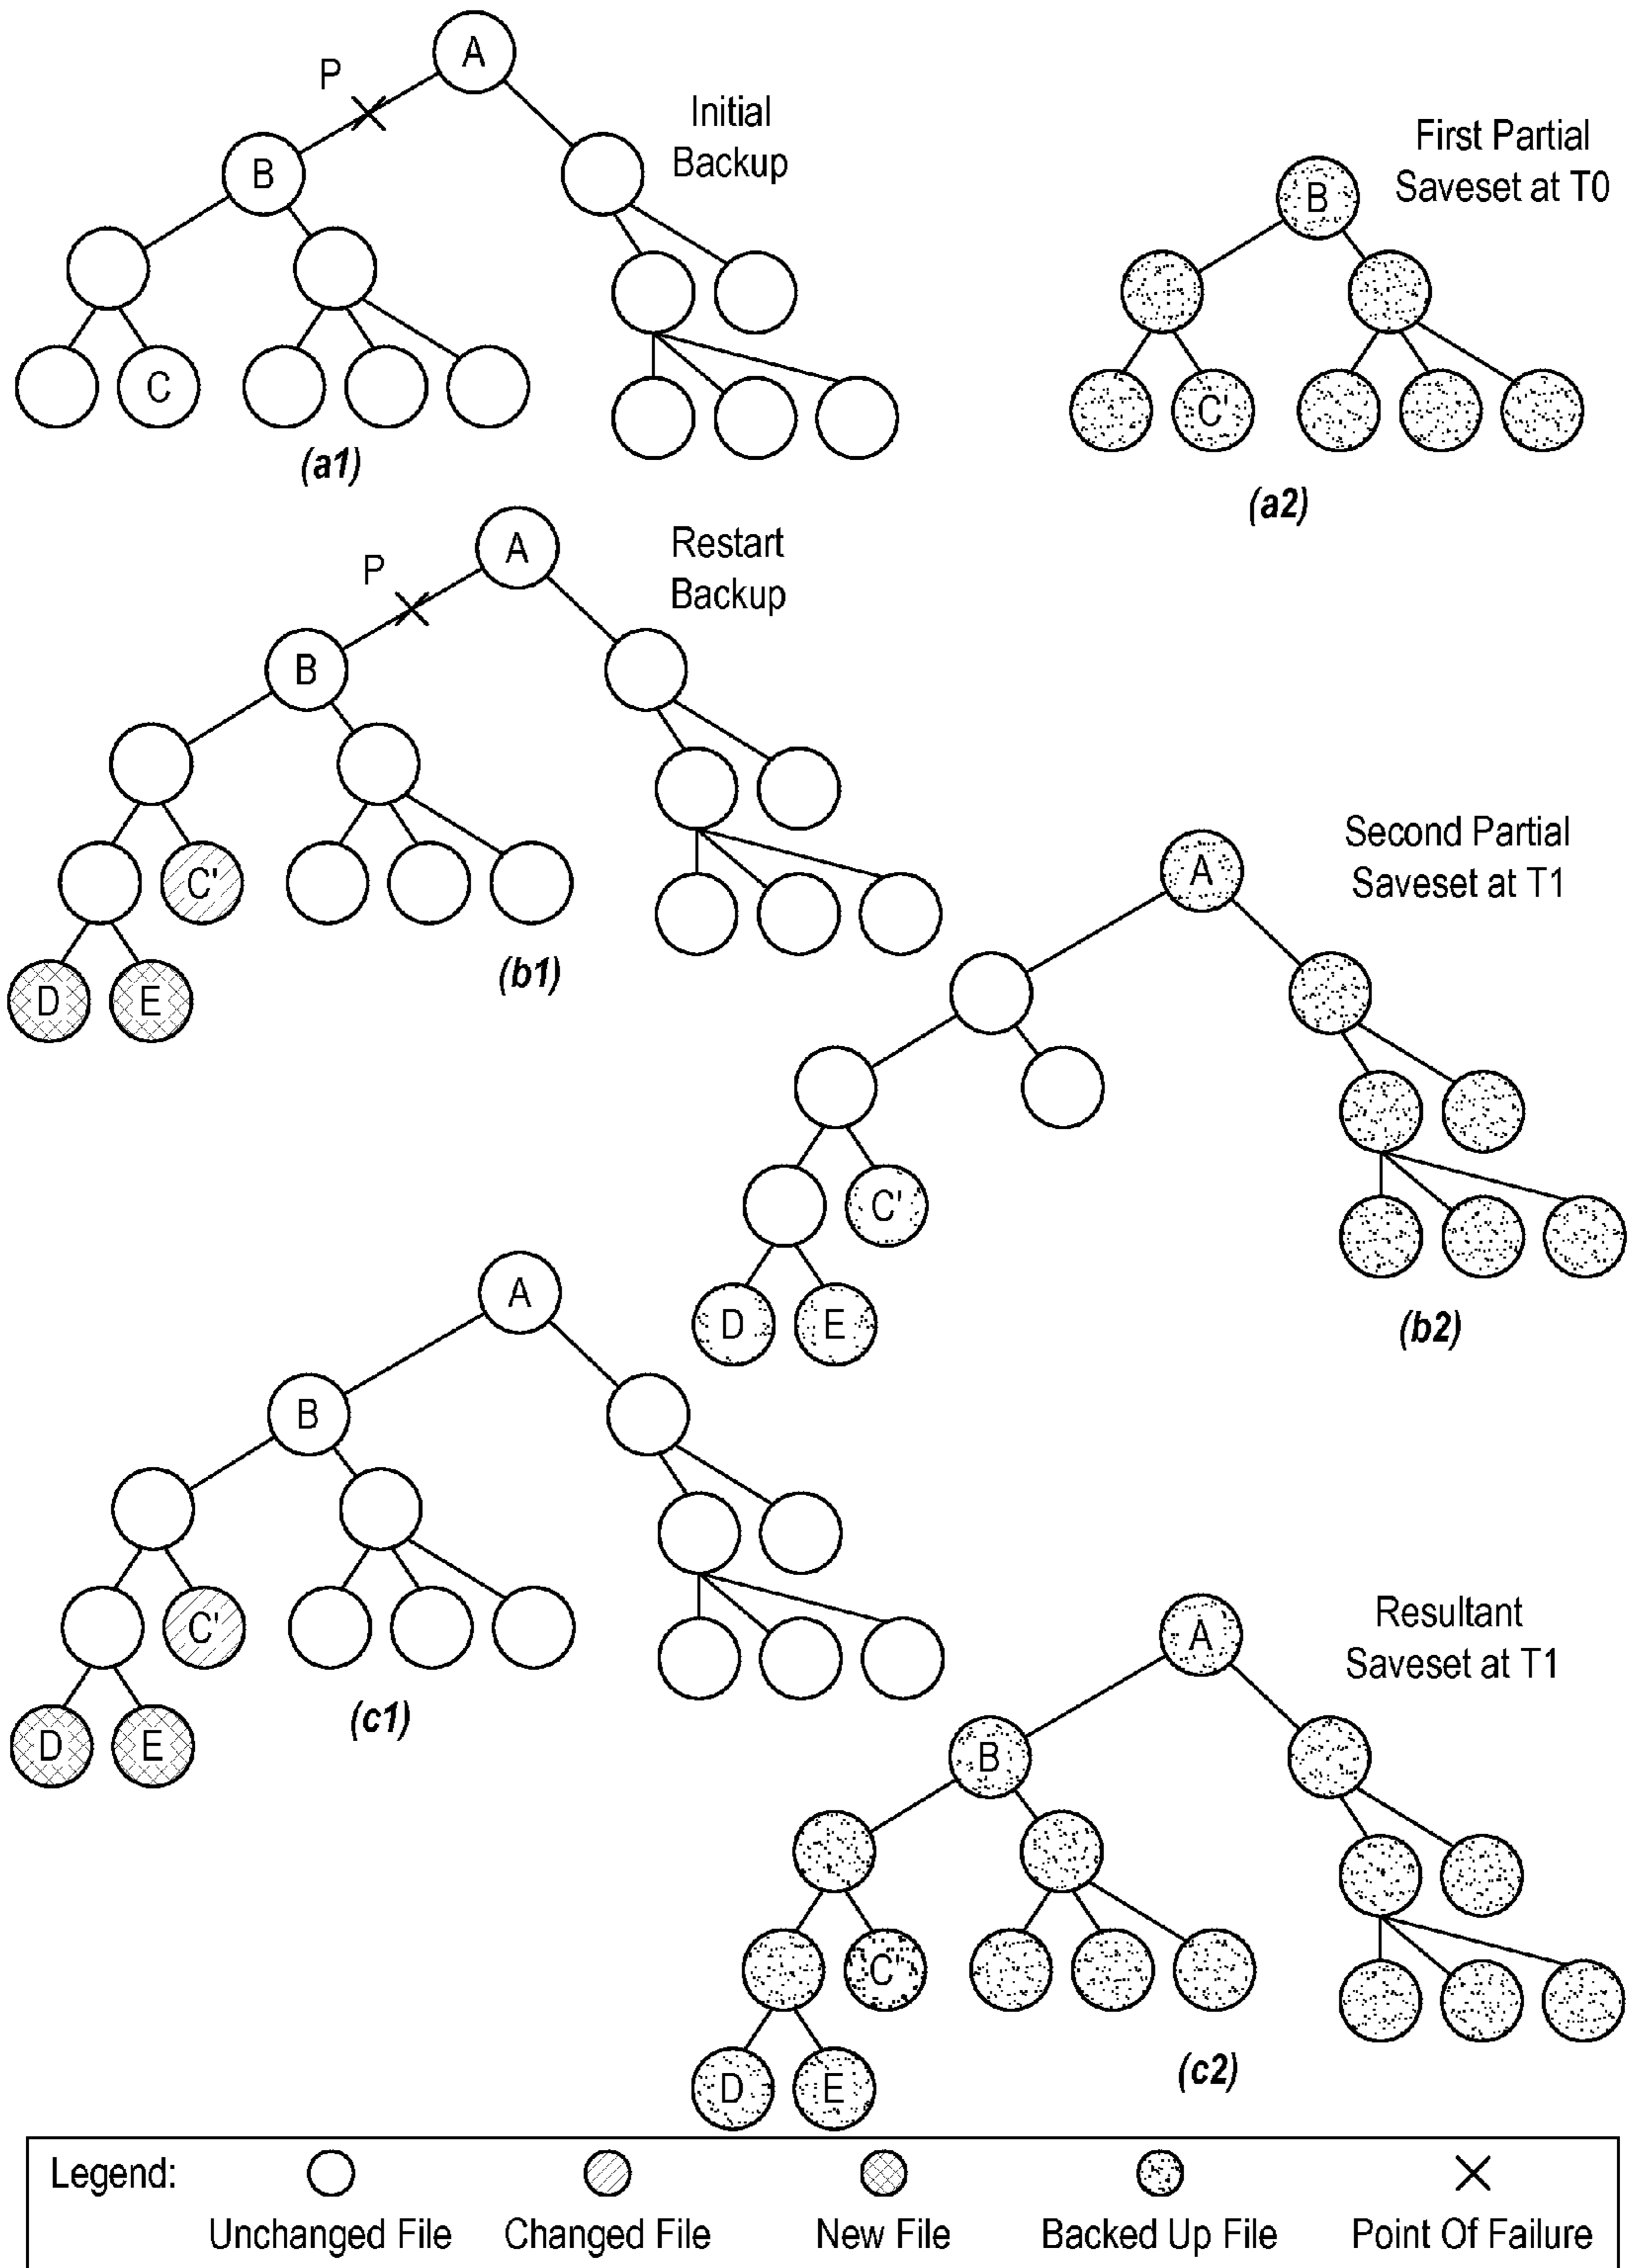 A
P
Initial
Backup
B
C
(a1)
First Partial
Saveset at T0
B
C'
(a2)
A
Restart
Backup
P
B
C'
D
E
(b1)
Second Partial
Saveset at T1
A
C'
D
E
(b2)
A
B
C'
D
E
(c1)
Resultant
Saveset at T1
A
B
C'
D
E
(c2)
Legend:
Unchanged File
Changed File
New File
Backed Up File
Point Of Failure